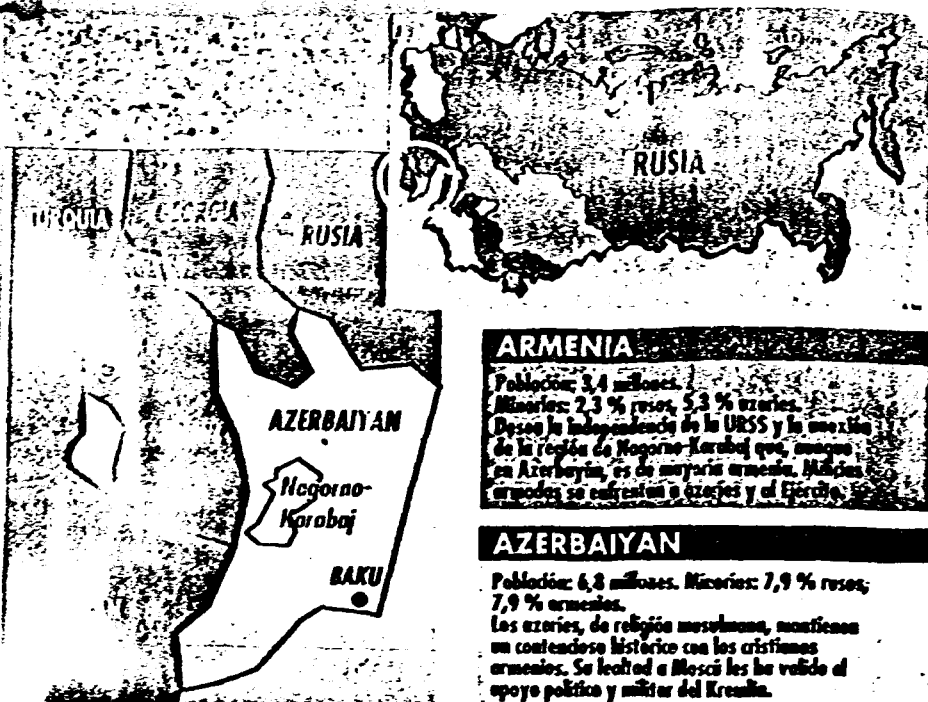 RUSIA
TURQUIA
GEORGIA
RUSIA
AZERBAIYAN
Nagorno-
Karabaj
BAKU
ARMENIA
Población: 3,4 millones.
Minorías: 2,3 % rusos, 5,3 % azeríes.
Desea la independencia de la URSS y la anexión
de la región de Nagorno-Karabaj que, aunque
en Azerbayán, es de mayoría armenia. Milicias
armadas se enfrentan a azeríes y al Ejército.
AZERBAIYAN
Población: 6,8 millones. Minorías: 7,9 % rusos,
7,9 % armenios.
Los azeríes, de religión musulmana, mantienen
un contencioso histórico con los cristianos
armenios. Su lealtad a Moscú les ha valido el
apoyo político y militar del Kremlin.